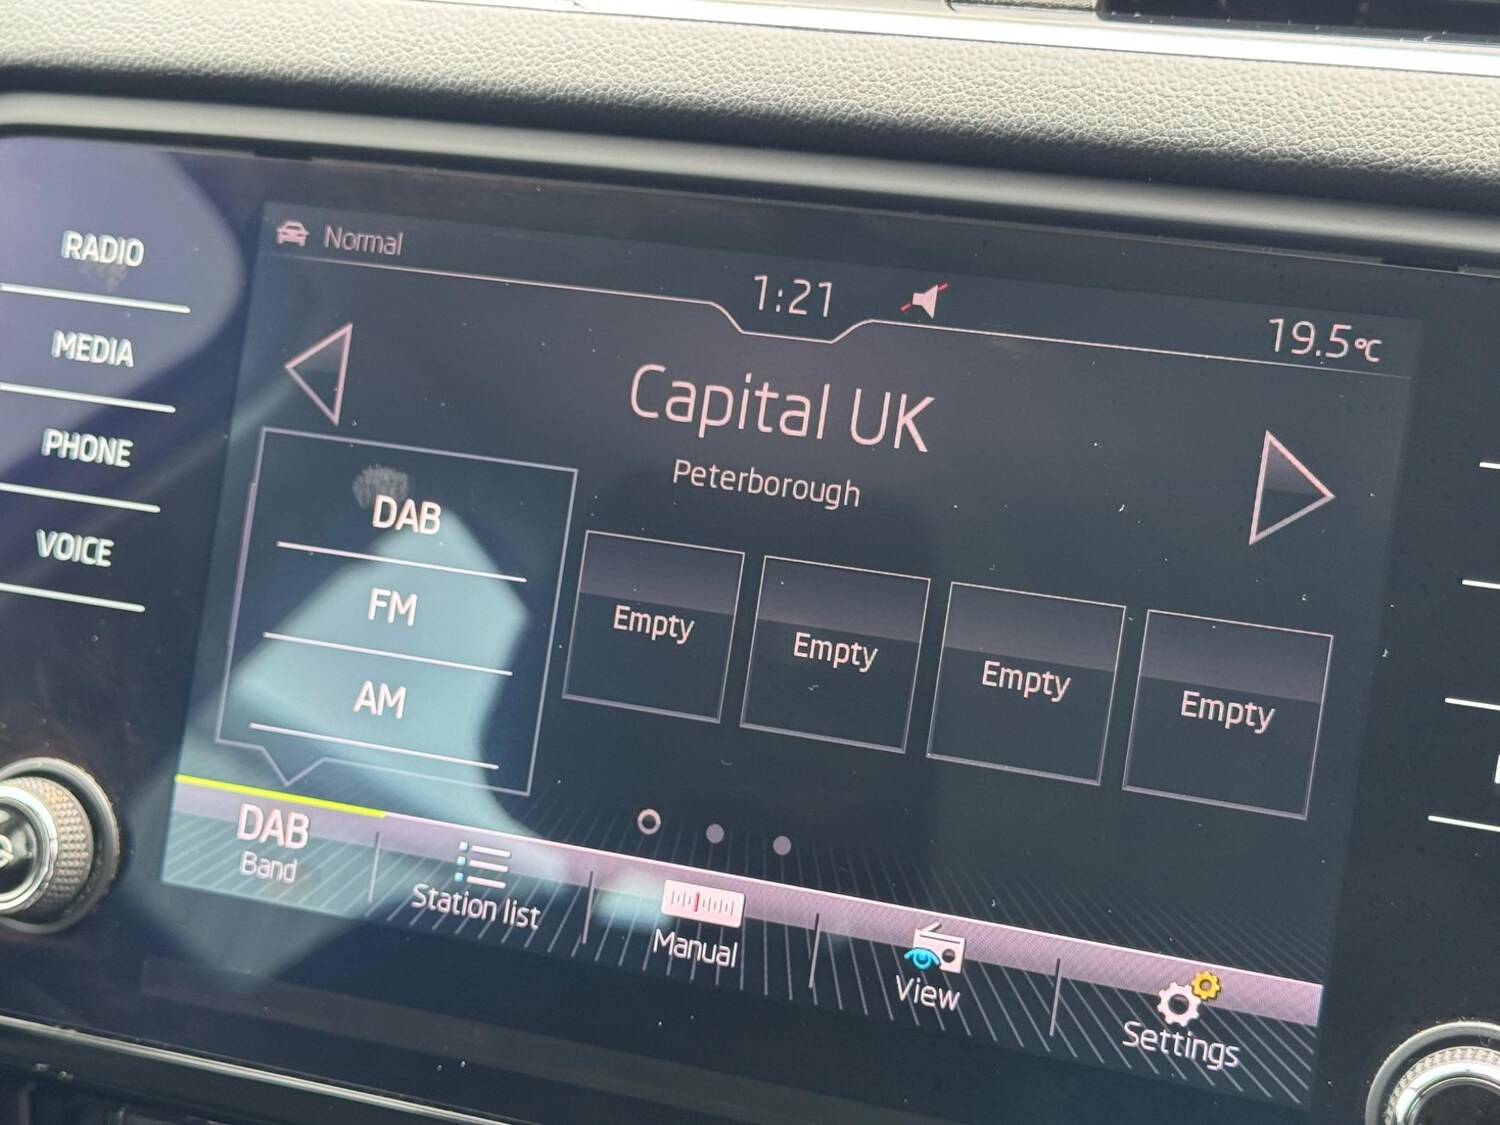 RADIO
MEDIA
PHONE
VOICE
Normal
1:21
19.5°C
Capital UK
Peterborough
DAB
FM
AM
Empty
Empty
Empty
Empty
DAB
Band
Station list
Manual
View
Settings